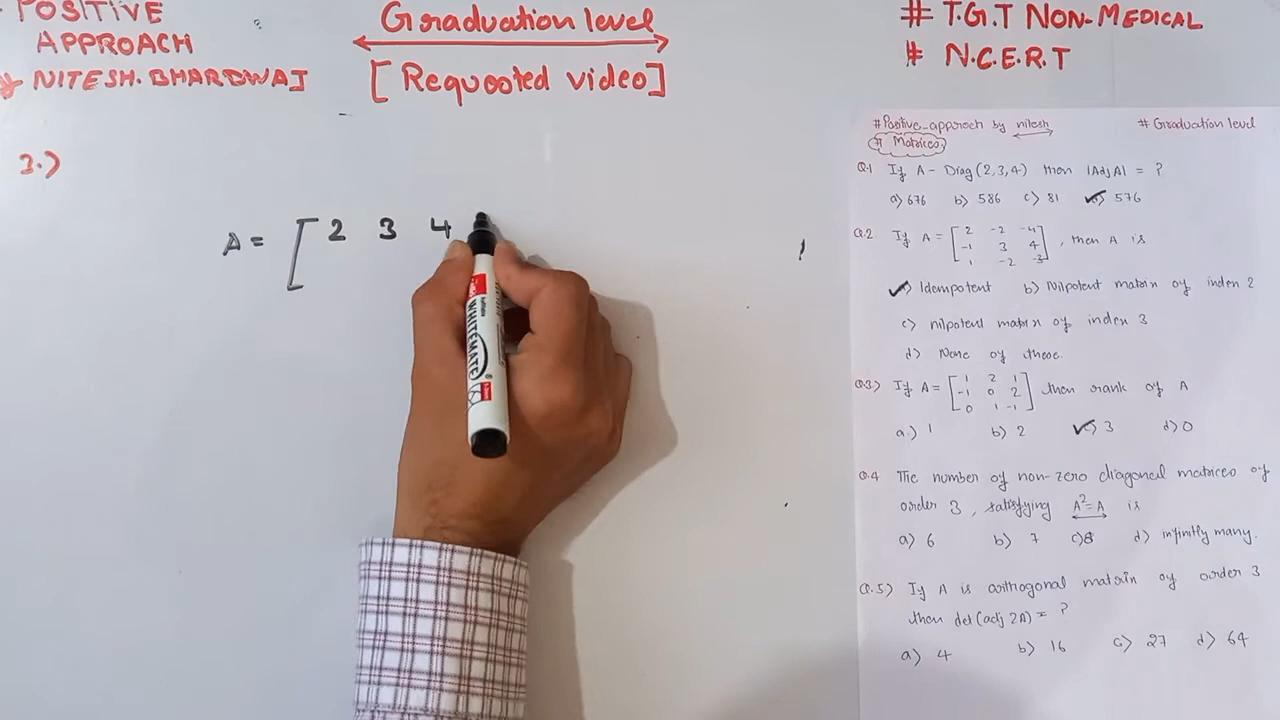 POSITIVE
APPROACH
NITESH.BHARDWAJ
Graduation level
[Requosted video]
# T.G.T NON-MEDICAL
# N.C.E.R.T
3.)
A = [ 2 3 4
WHITEMATE
#Positive_approch by nitesh
# Graduation level
# Matrices
Q.1 If A - Diag (2,3,4) then |Adj A| = ?
a) 676 b) 586 c) 81 d) 576
Q.2. If A = [ 2 -2 -4
-1 3 4
1 -2 -3 ], then A is
a) Idempotent b) Nilpotent matrix of index 2
c) nilpotent matrix of index 3
d) None of these.
Q.3.) If A = [ 1 2 1
-1 0 2
0 1 -1 ] then rank of A
a.) 1 b) 2 c) 3 d) 0
Q.4 The number of non-zero diagonal matrices of
order 3, satisfying A²=A is
a) 6 b) 7 c) 8 d) infinitly many.
Q.5.) If A is orthogonal matrix of order 3
then det(adj 2A) = ?
a) 4 b) 16 c) 27 d) 64